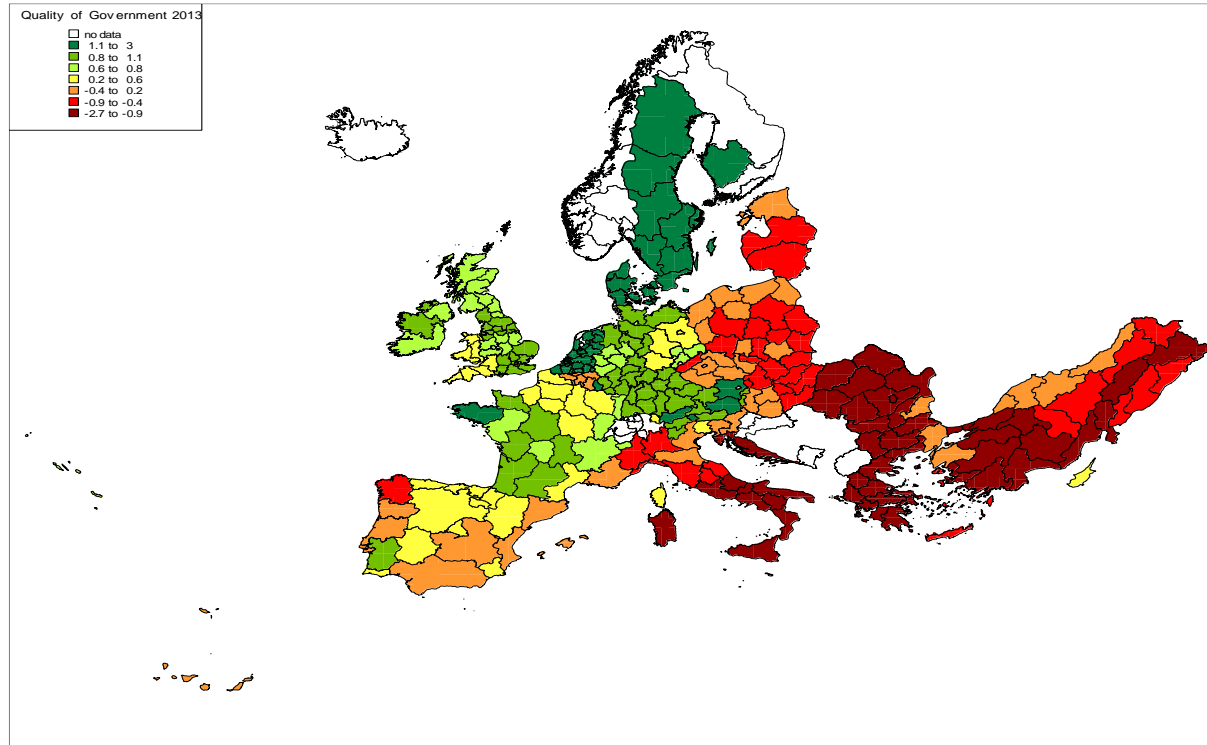 Quality of Government 2013
no data
1.1 to 3
0.8 to 1.1
0.6 to 0.8
0.2 to 0.6
-0.4 to 0.2
-0.9 to -0.4
-2.7 to -0.9